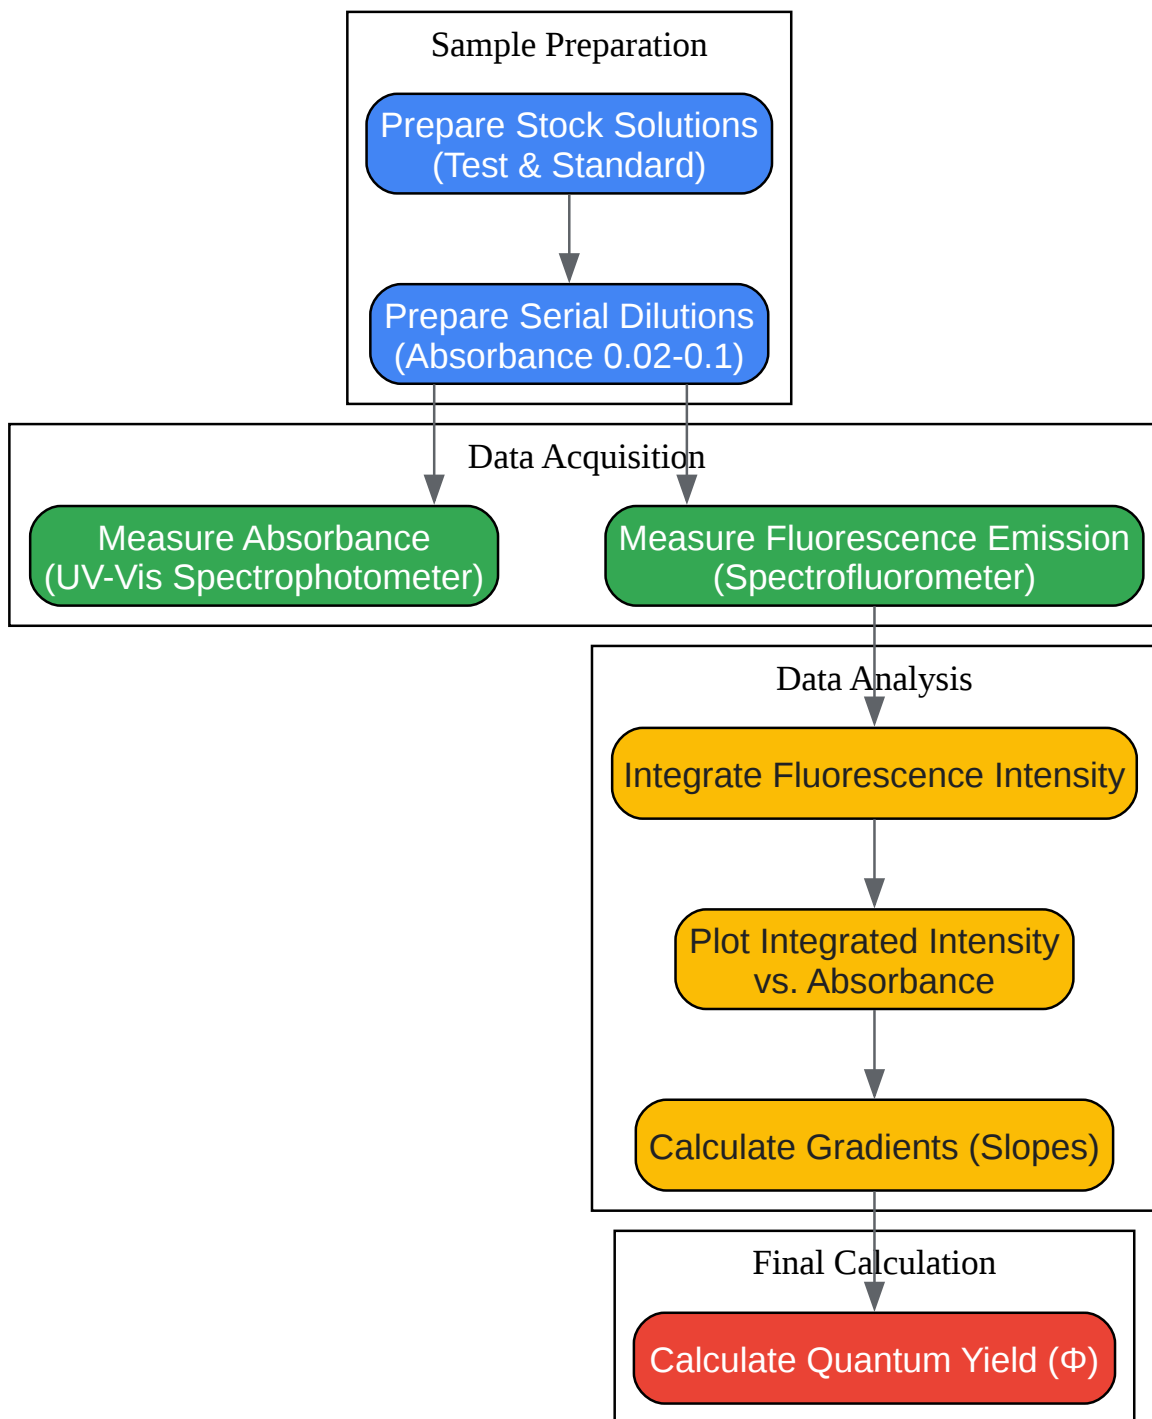 Sample Preparation
Prepare Stock Solutions
(Test & Standard)
Prepare Serial Dilutions
(Absorbance 0.02-0.1)
Data Acquisition
Measure Absorbance
(UV-Vis Spectrophotometer)
Measure Fluorescence Emission
(Spectrofluorometer)
Data Analysis
Integrate Fluorescence Intensity
Plot Integrated Intensity
vs. Absorbance
Calculate Gradients (Slopes)
Final Calculation
Calculate Quantum Yield (Φ)